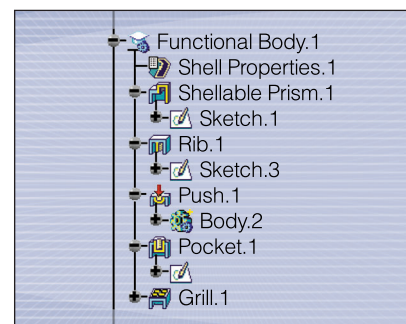 Functional Body.1
Shell Properties.1
Shellable Prism.1
Sketch.1
Rib.1
Sketch.3
Push.1
Body.2
Pocket.1
Grill.1